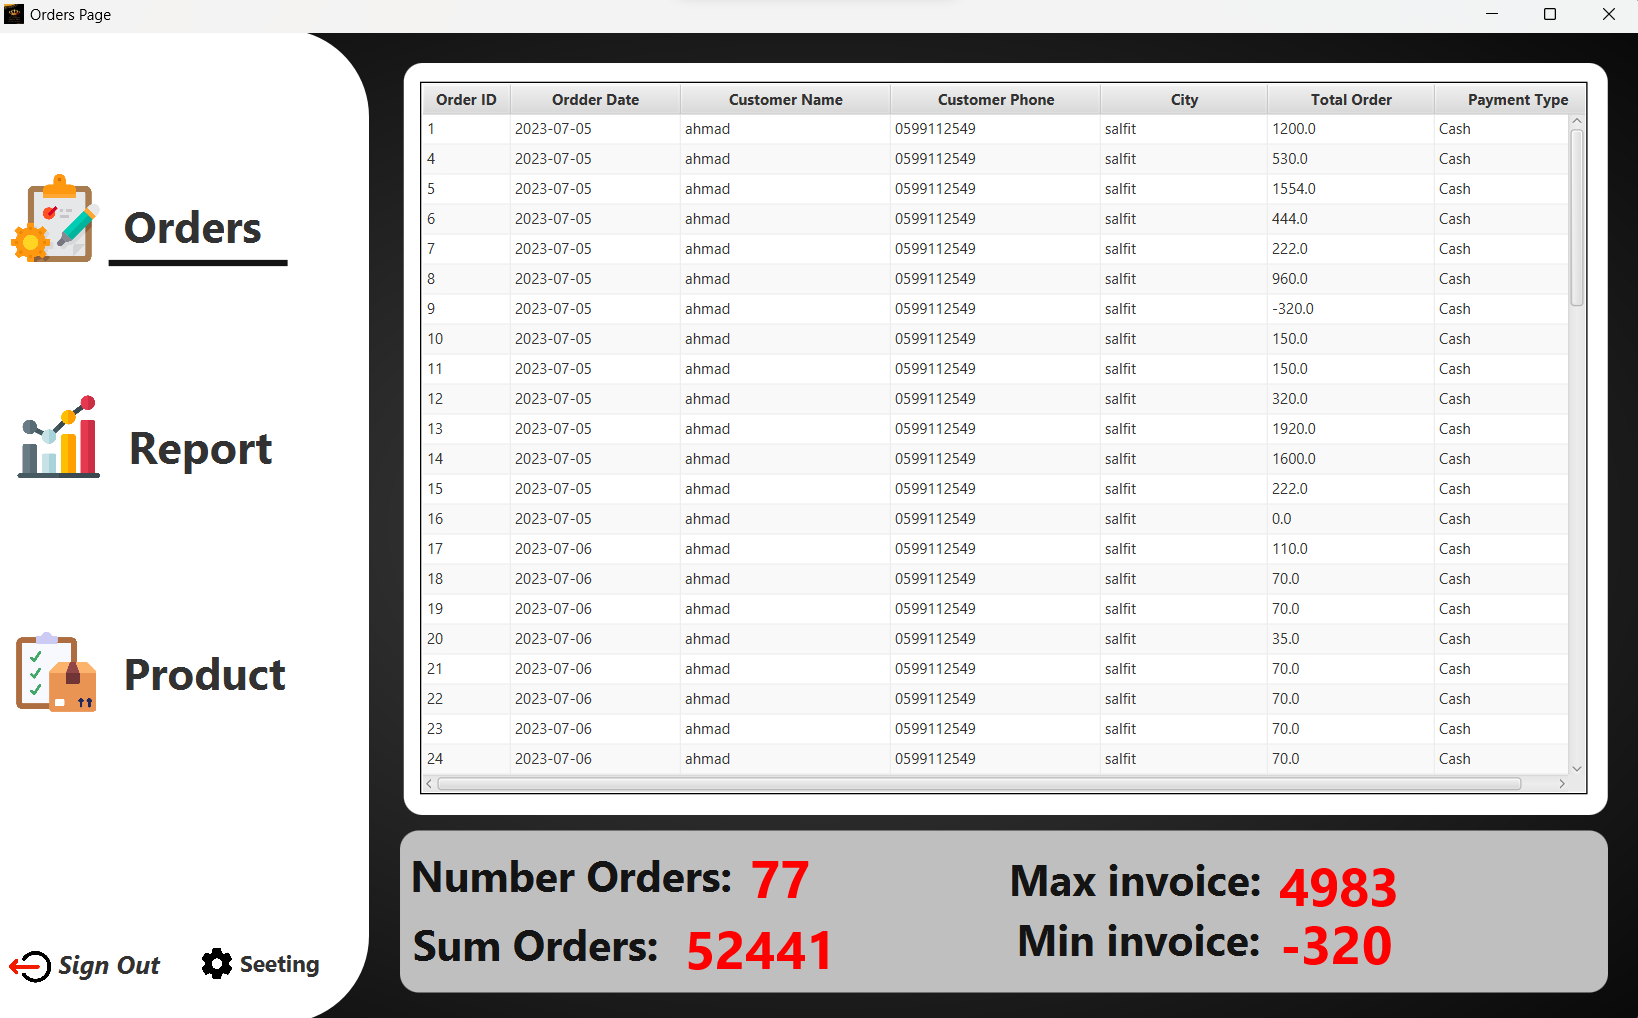 Orders Page
Orders
Report
Product
Sign Out
Seeting
Order ID Ordder Date Customer Name Customer Phone City Total Order Payment Type
1 2023-07-05 ahmad 0599112549 salfit 1200.0 Cash
4 2023-07-05 ahmad 0599112549 salfit 530.0 Cash
5 2023-07-05 ahmad 0599112549 salfit 1554.0 Cash
6 2023-07-05 ahmad 0599112549 salfit 444.0 Cash
7 2023-07-05 ahmad 0599112549 salfit 222.0 Cash
8 2023-07-05 ahmad 0599112549 salfit 960.0 Cash
9 2023-07-05 ahmad 0599112549 salfit -320.0 Cash
10 2023-07-05 ahmad 0599112549 salfit 150.0 Cash
11 2023-07-05 ahmad 0599112549 salfit 150.0 Cash
12 2023-07-05 ahmad 0599112549 salfit 320.0 Cash
13 2023-07-05 ahmad 0599112549 salfit 1920.0 Cash
14 2023-07-05 ahmad 0599112549 salfit 1600.0 Cash
15 2023-07-05 ahmad 0599112549 salfit 222.0 Cash
16 2023-07-05 ahmad 0599112549 salfit 0.0 Cash
17 2023-07-06 ahmad 0599112549 salfit 110.0 Cash
18 2023-07-06 ahmad 0599112549 salfit 70.0 Cash
19 2023-07-06 ahmad 0599112549 salfit 70.0 Cash
20 2023-07-06 ahmad 0599112549 salfit 35.0 Cash
21 2023-07-06 ahmad 0599112549 salfit 70.0 Cash
22 2023-07-06 ahmad 0599112549 salfit 70.0 Cash
23 2023-07-06 ahmad 0599112549 salfit 70.0 Cash
24 2023-07-06 ahmad 0599112549 salfit 70.0 Cash
Number Orders: 77
Max invoice: 4983
Sum Orders: 52441
Min invoice: -320